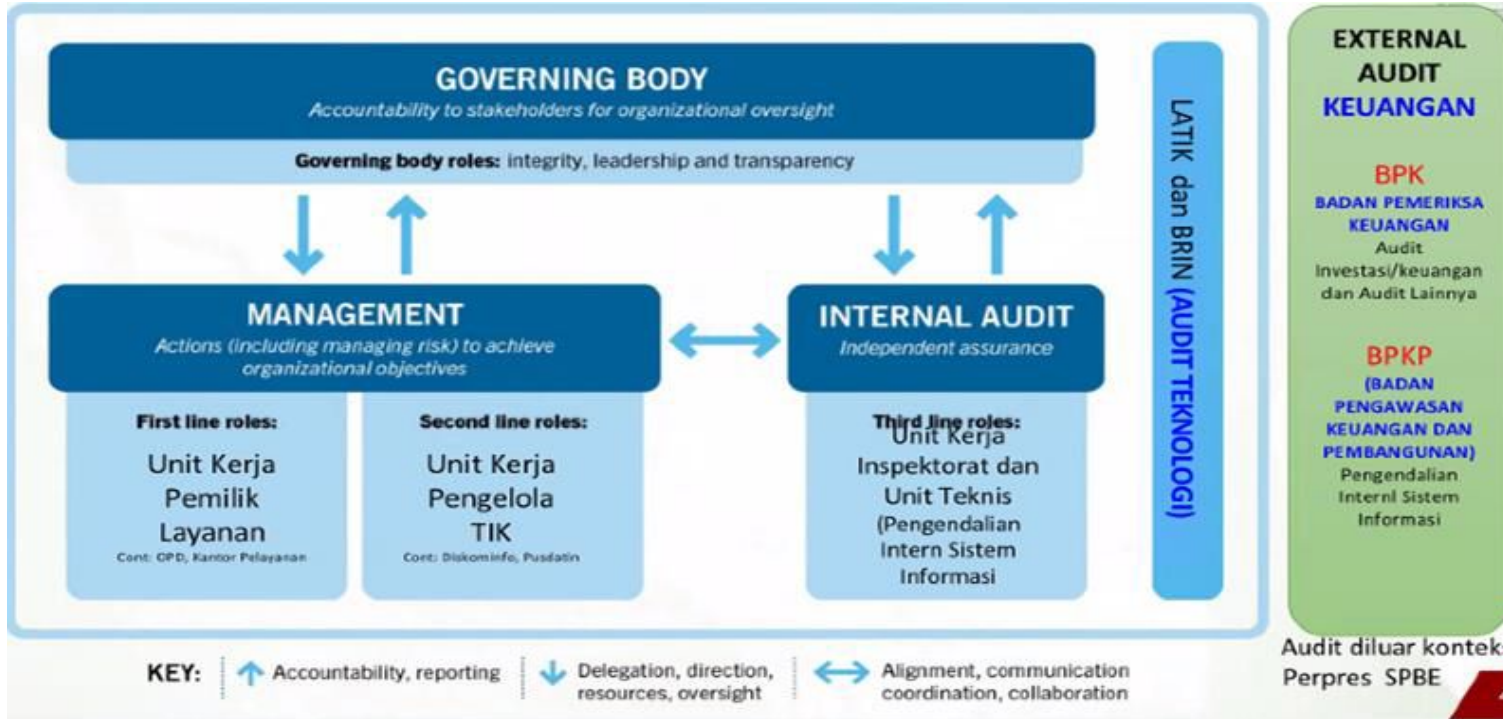 GOVERNING BODY
Accountability to stakeholders for organizational oversight
Governing body roles: integrity, leadership and transparency
MANAGEMENT
Actions (including managing risk) to achieve
organizational objectives
First line roles:
Unit Kerja
Pemilik
Layanan
Cont: OPD, Kantor Pelayanan
Second line roles:
Unit Kerja
Pengelola
TIK
Cont: Diskominfo, Pusdatin
INTERNAL AUDIT
Independent assurance
Third line roles:
Unit Kerja
Inspektorat dan
Unit Teknis
(Pengendalian
Intern Sistem
Informasi
LATIK dan BRIN (AUDIT TEKNOLOGI)
EXTERNAL
AUDIT
KEUANGAN
BPK
BADAN PEMERIKSA
KEUANGAN
Audit
Investasi/keuangan
dan Audit Lainnya
BPKP
(BADAN
PENGAWASAN
KEUANGAN DAN
PEMBANGUNAN)
Pengendalian
Internl Sistem
Informasi
Audit diluar kontek
Perpres SPBE
KEY:
Accountability, reporting
Delegation, direction,
resources, oversight
Alignment, communication
coordination, collaboration